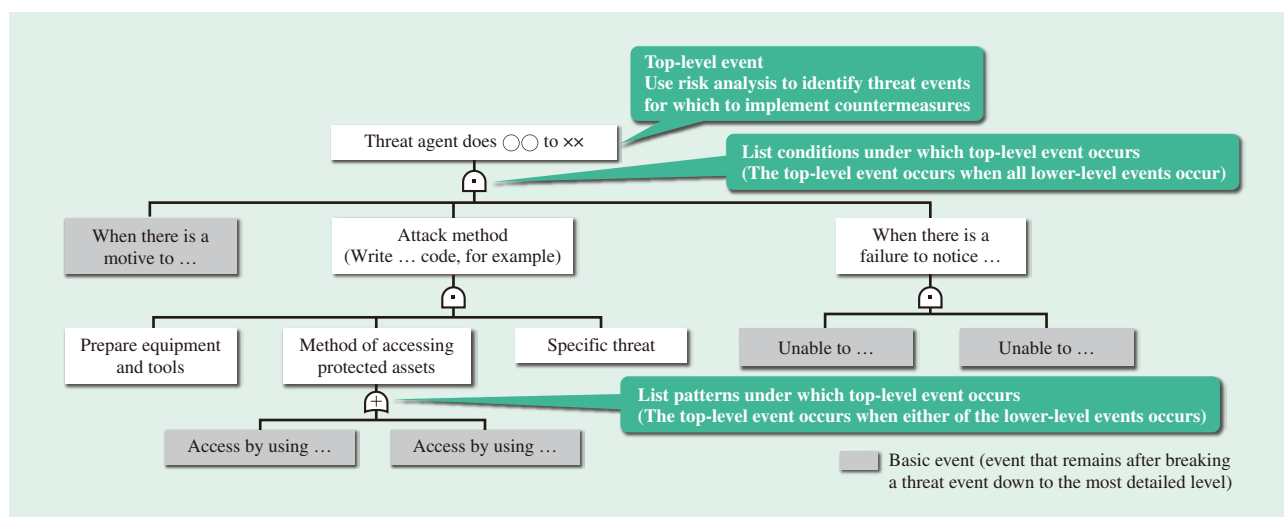 Top-level event
Use risk analysis to identify threat events
for which to implement countermeasures
Threat agent does ○○ to ××
List conditions under which top-level event occurs
(The top-level event occurs when all lower-level events occur)
When there is a
motive to …
Attack method
(Write … code, for example)
When there is a
failure to notice …
Prepare equipment
and tools
Method of accessing
protected assets
Specific threat
Unable to …
Unable to …
List patterns under which top-level event occurs
(The top-level event occurs when either of the lower-level events occurs)
Access by using …
Access by using …
Basic event (event that remains after breaking
a threat event down to the most detailed level)